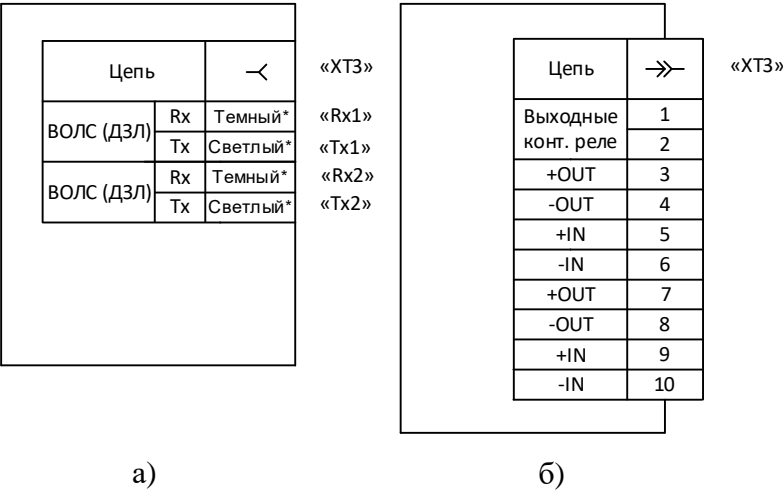 Цепь «XT3»
ВОЛС (ДЗЛ) Rx Темный* «Rx1»
Tx Светлый* «Tx1»
ВОЛС (ДЗЛ) Rx Темный* «Rx2»
Tx Светлый* «Tx2»
а)
Цепь «XT3»
Выходные 1
конт. реле 2
+OUT 3
-OUT 4
+IN 5
-IN 6
+OUT 7
-OUT 8
+IN 9
-IN 10
б)